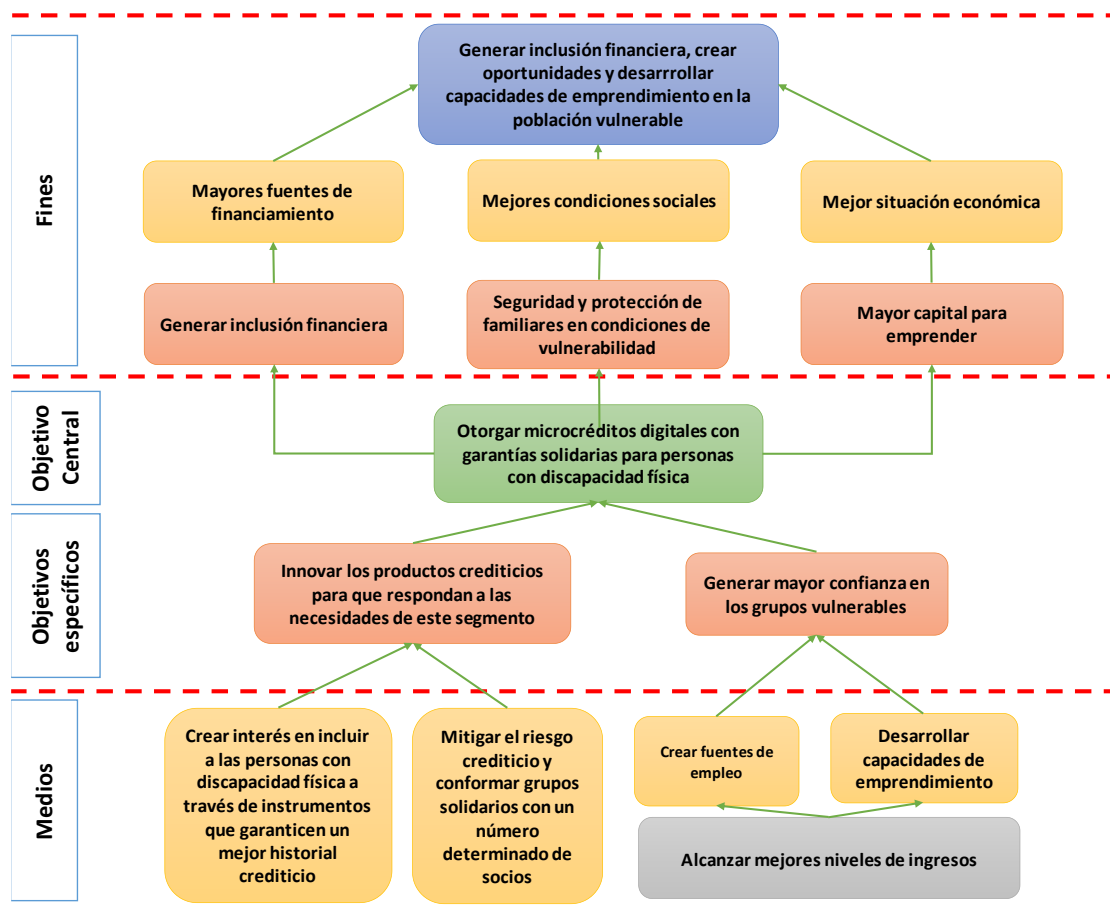 Fines
Generar inclusión financiera, crear
oportunidades y desarrrollar
capacidades de emprendimiento en la
población vulnerable
Mayores fuentes de
financiamiento
Mejores condiciones sociales
Mejor situación económica
Generar inclusión financiera
Seguridad y protección de
familiares en condiciones de
vulnerabilidad
Mayor capital para
emprender
Objetivo
Central
Otorgar microcréditos digitales con
garantías solidarias para personas
con discapacidad física
Objetivos
específicos
Innovar los productos crediticios
para que respondan a las
necesidades de este segmento
Generar mayor confianza en
los grupos vulnerables
Medios
Crear interés en incluir
a las personas con
discapacidad física a
través de instrumentos
que garanticen un
mejor historial
crediticio
Mitigar el riesgo
crediticio y
conformar grupos
solidarios con un
número
determinado de
socios
Crear fuentes de
empleo
Desarrollar
capacidades de
emprendimiento
Alcanzar mejores niveles de ingresos